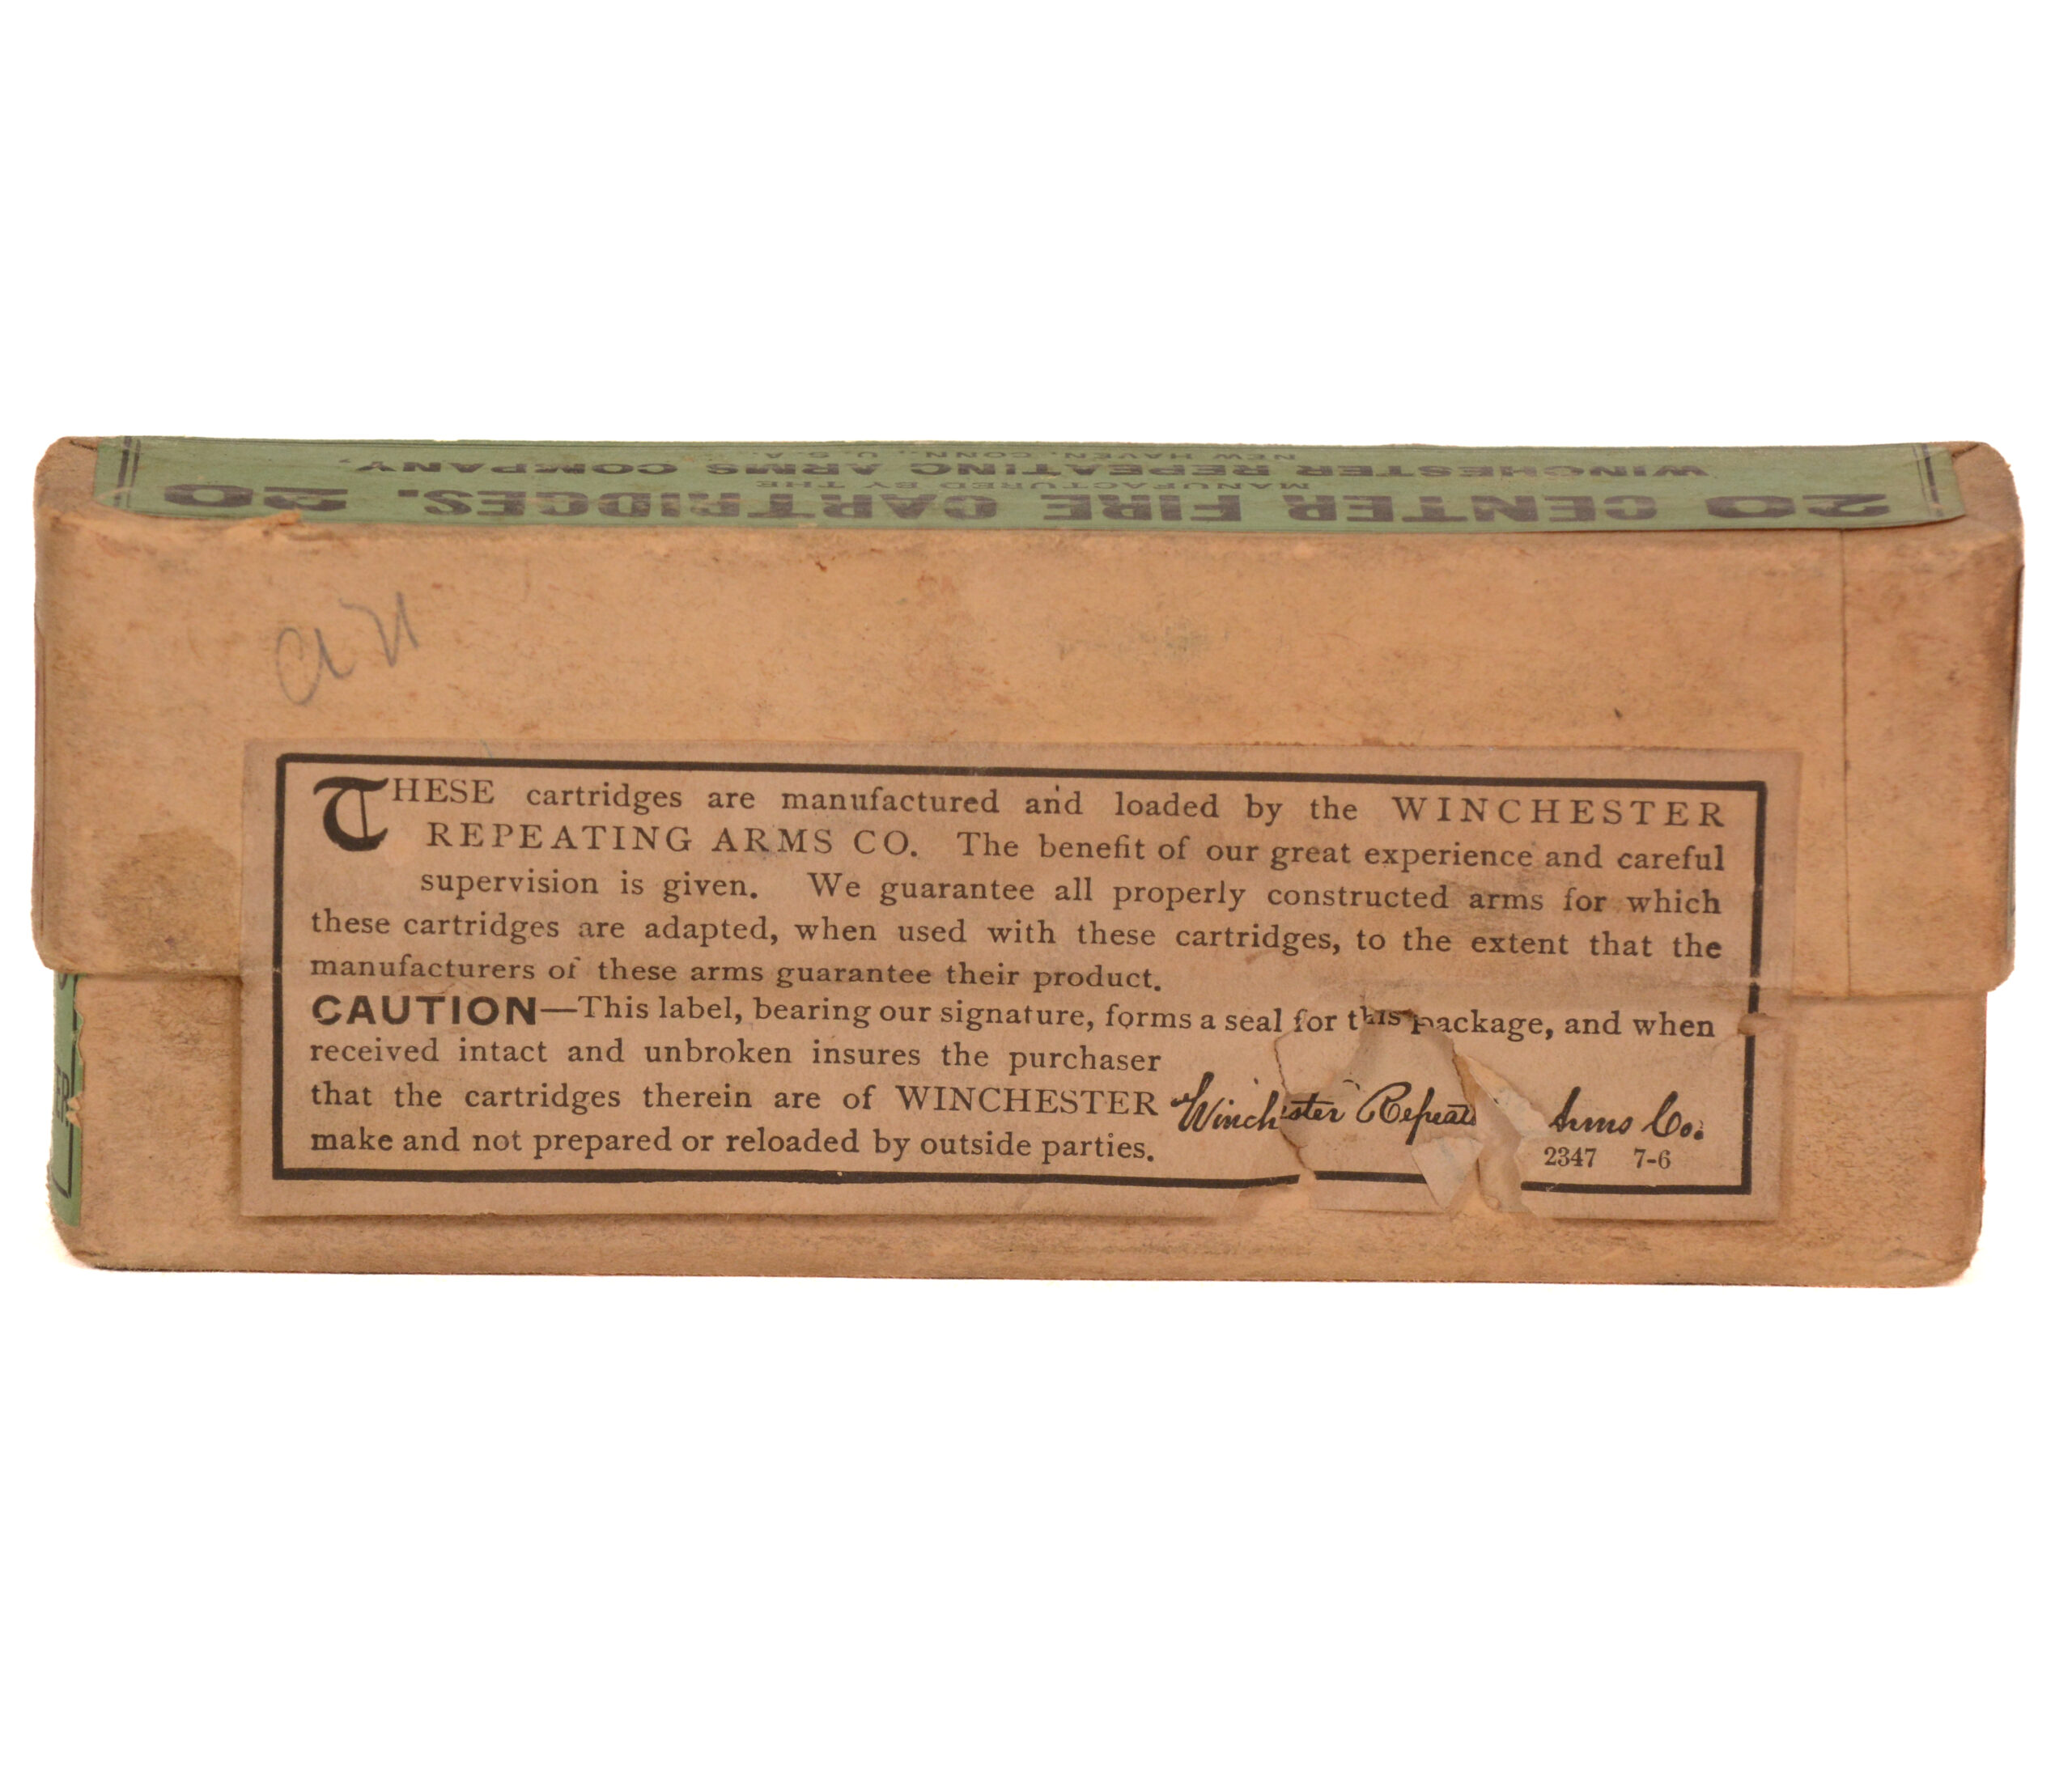 NEW HAVEN, CONN., U.S.A.
WINCHESTER REPEATING ARMS COMPANY,
MANUFACTURED BY THE
20 CENTER FIRE CARTRIDGES. 20
THESE cartridges are manufactured and loaded by the WINCHESTER
REPEATING ARMS CO. The benefit of our great experience and careful
supervision is given. We guarantee all properly constructed arms for which
these cartridges are adapted, when used with these cartridges, to the extent that the
manufacturers of these arms guarantee their product.
CAUTION—This label, bearing our signature, forms a seal for this package, and when
received intact and unbroken insures the purchaser
that the cartridges therein are of WINCHESTER
make and not prepared or reloaded by outside parties.
Winchester Repeat Arms Co.
2347 7-6